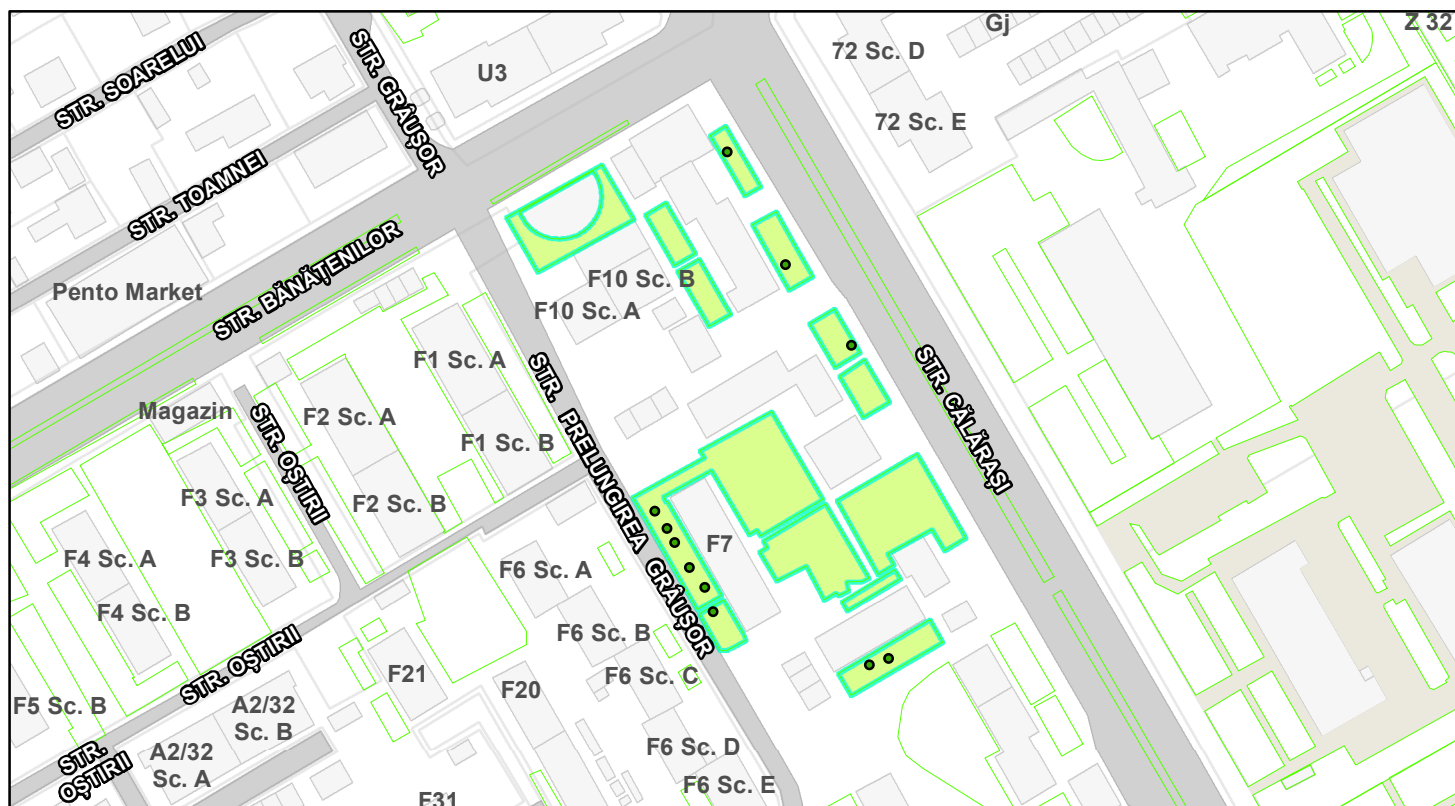 Gj
Z 32
72 Sc. D
STR. SOARELUI
STR. GRÂUȘOR
U3
72 Sc. E
STR. TOAMNEI
STR. BĂNĂȚENILOR
Pento Market
F10 Sc. B
F10 Sc. A
F1 Sc. A
STR. PRELUNGIREA GRÂUȘOR
STR. CĂLĂRAȘI
Magazin
F2 Sc. A
STR. OȘTIRII
F1 Sc. B
F3 Sc. A
F2 Sc. B
F7
F4 Sc. A
F3 Sc. B
F6 Sc. A
F4 Sc. B
F6 Sc. B
STR. OȘTIRII
F21
F6 Sc. C
F20
F5 Sc. B
A2/32
Sc. B
F6 Sc. D
STR.
OȘTIRII
A2/32
Sc. A
F6 Sc. E
F31